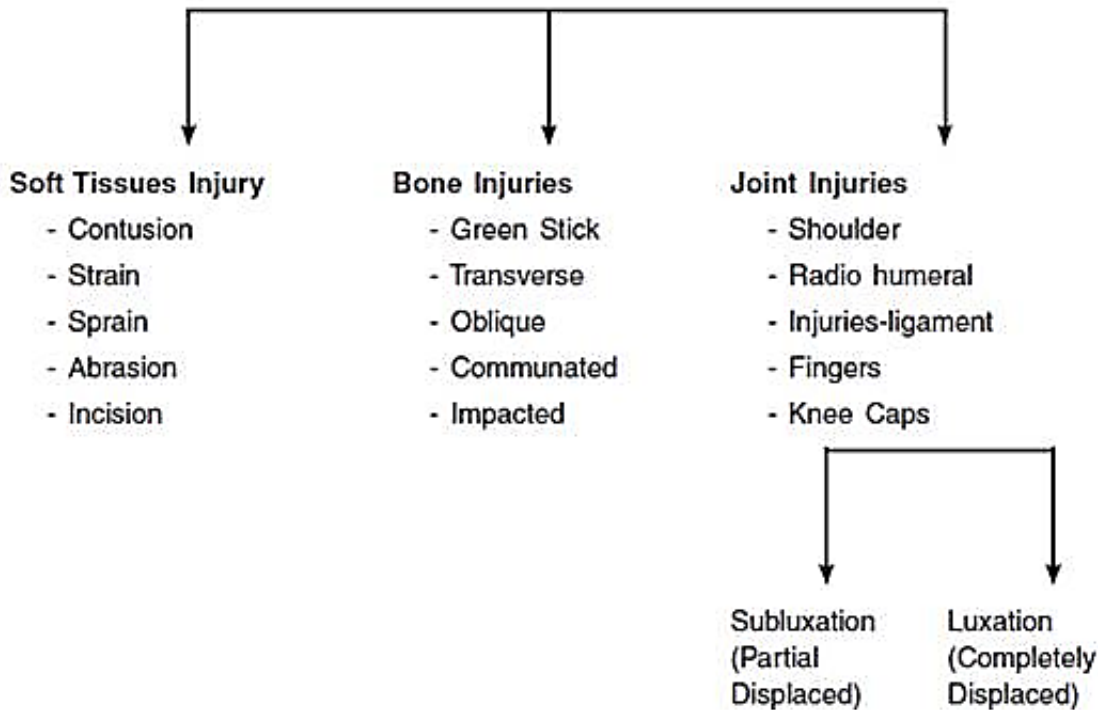 Soft Tissues Injury
- Contusion
- Strain
- Sprain
- Abrasion
- Incision
Bone Injuries
- Green Stick
- Transverse
- Oblique
- Communated
- Impacted
Joint Injuries
- Shoulder
- Radio humeral
- Injuries-ligament
- Fingers
- Knee Caps
Subluxation
(Partial
Displaced)
Luxation
(Completely
Displaced)